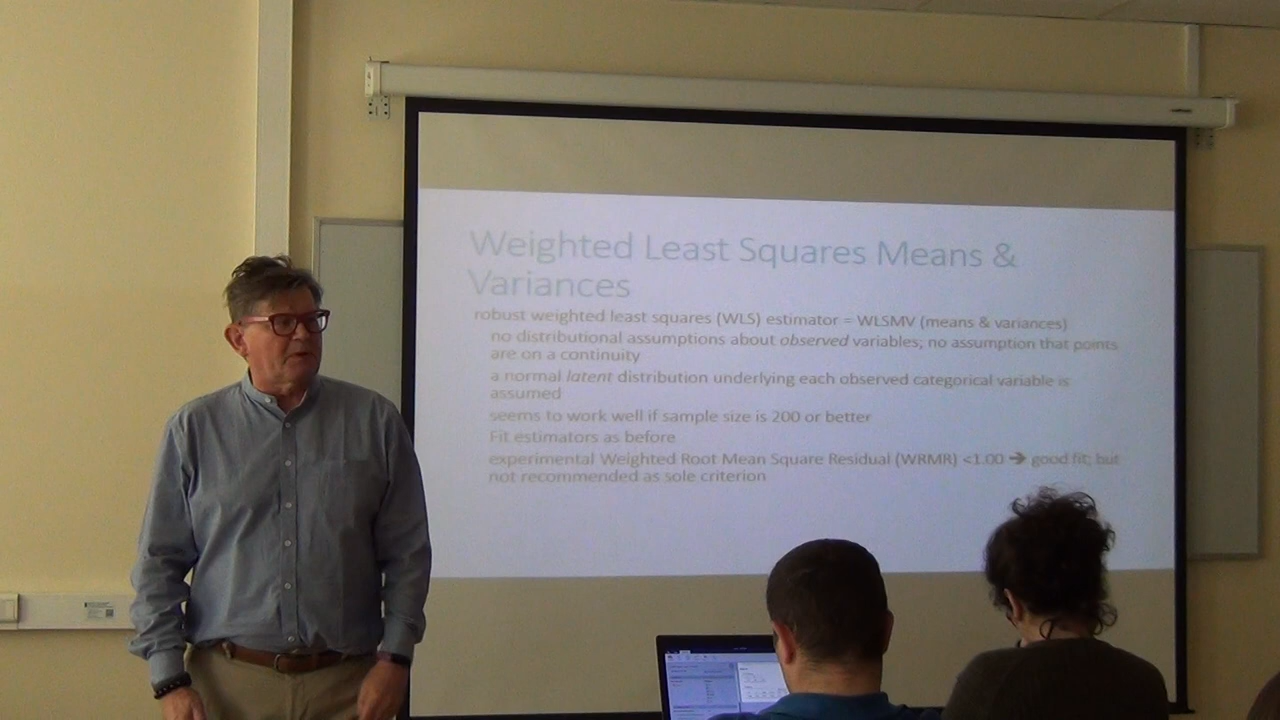 Weighted Least Squares Means &
Variances
robust weighted least squares (WLS) estimator = WLSMV (means & variances)
no distributional assumptions about observed variables; no assumption that points
are on a continuity
a normal latent distribution underlying each observed categorical variable is
assumed
seems to work well if sample size is 200 or better
Fit estimators as before
experimental Weighted Root Mean Square Residual (WRMR) <1.00 ➔ good fit; but
not recommended as sole criterion